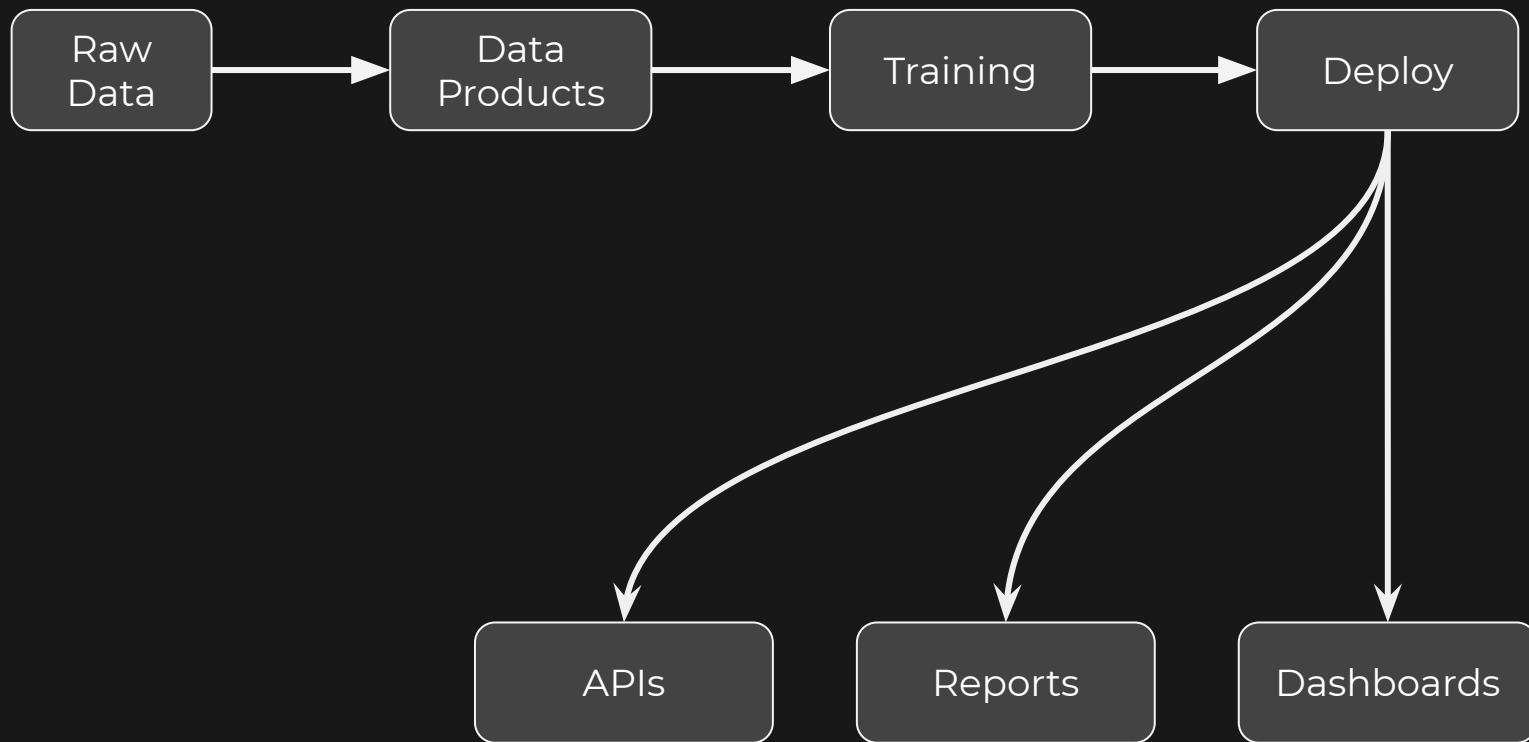 Raw
Data
Data
Products
Training
Deploy
APIs
Reports
Dashboards